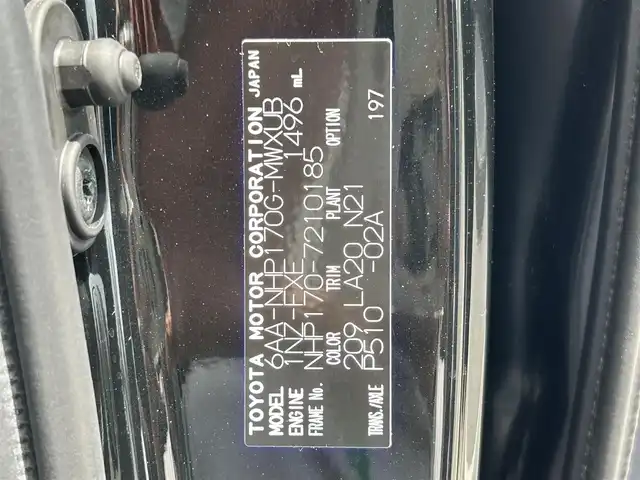 TOYOTA MOTOR CORPORATION JAPAN
MODEL 6AA-NHP170G-MWXUB
ENGINE 1NZ-FXE 1496 mL
FRAME No. NHP170-7210185
COLOR TRIM PLANT OPTION
209 LA20 N21
TRANS./AXLE P510 -02A 197